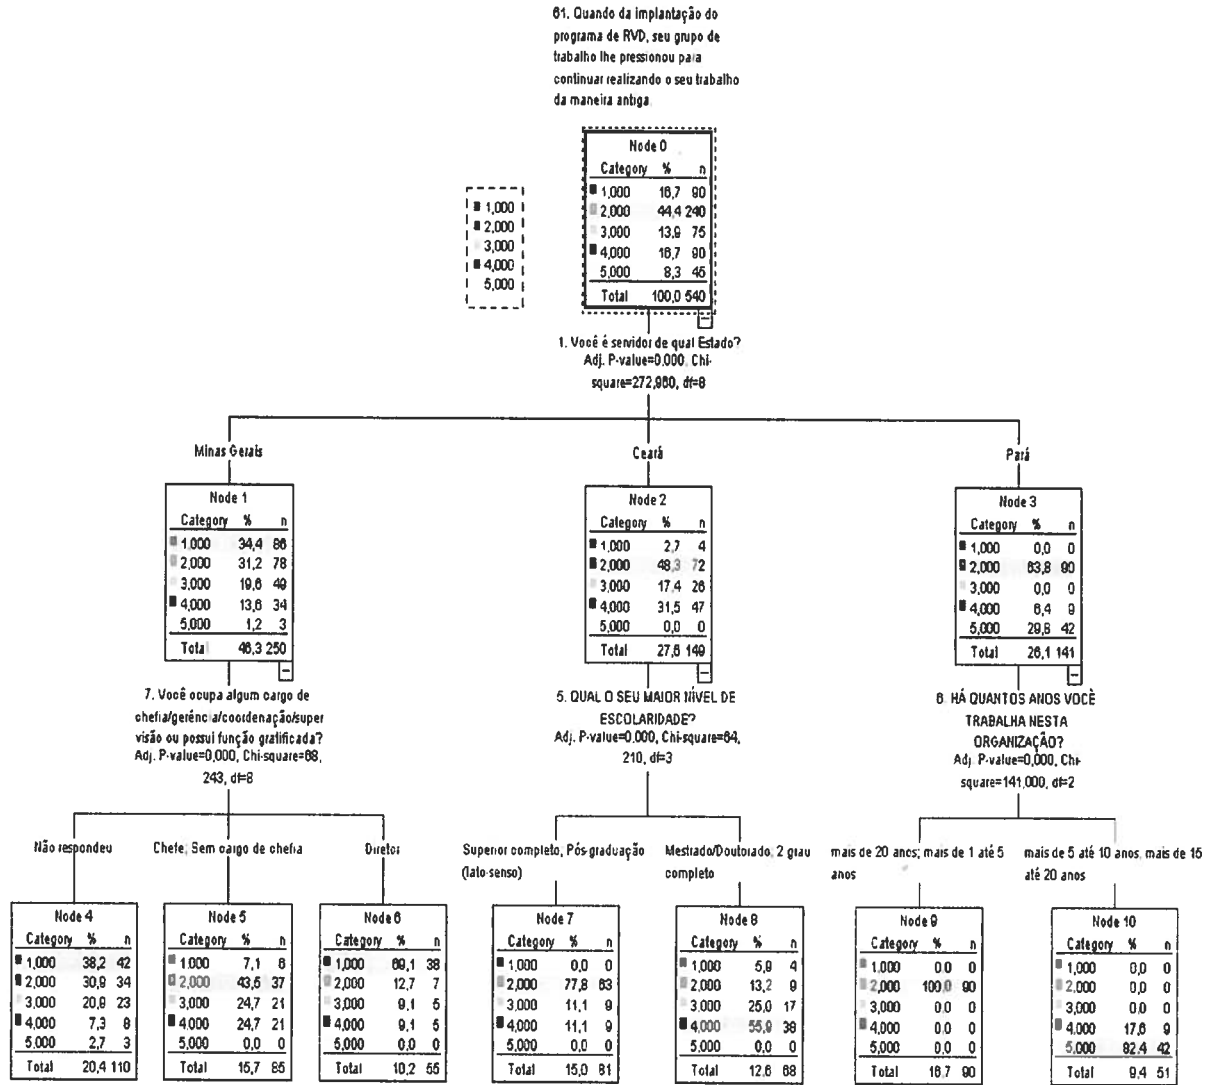 61. Quando da implantação do
programa de RVD, seu grupo de
trabalho lhe pressionou para
continuar realizando o seu trabalho
da maneira antiga.
Node 0
Category % n
1,000 16,7 90
2,000 44,4 240
3,000 13,9 75
4,000 16,7 90
5,000 8,3 45
Total 100,0 540
1,000
2,000
3,000
4,000
5,000
1. Você é servidor de qual Estado?
Adj. P-value=0,000, Chi-
square=272,960, df=8
Minas Gerais
Ceará
Pará
Node 1
Category % n
1,000 34,4 86
2,000 31,2 78
3,000 19,6 49
4,000 13,6 34
5,000 1,2 3
Total 46,3 250
Node 2
Category % n
1,000 2,7 4
2,000 48,3 72
3,000 17,4 26
4,000 31,5 47
5,000 0,0 0
Total 27,6 149
Node 3
Category % n
1,000 0,0 0
2,000 63,8 90
3,000 0,0 0
4,000 6,4 9
5,000 29,8 42
Total 26,1 141
7. Você ocupa algum cargo de
chefia/gerência/coordenação/super
visão ou possui função gratificada?
Adj. P-value=0,000, Chi-square=68,
243, df=8
5. QUAL O SEU MAIOR NÍVEL DE
ESCOLARIDADE?
Adj. P-value=0,000, Chi-square=64,
210, df=3
6. HÁ QUANTOS ANOS VOCÊ
TRABALHA NESTA
ORGANIZAÇÃO?
Adj. P-value=0,000, Chi-
square=141,000, df=2
Não respondeu
Chefe; Sem cargo de chefia
Diretor
Superior completo; Pós-graduação
(lato-senso)
Mestrado/Doutorado; 2 grau
completo
mais de 20 anos; mais de 1 até 5
anos
mais de 5 até 10 anos; mais de 15
até 20 anos
Node 4
Category % n
1,000 38,2 42
2,000 30,9 34
3,000 20,9 23
4,000 7,3 8
5,000 2,7 3
Total 20,4 110
Node 5
Category % n
1,000 7,1 6
2,000 43,5 37
3,000 24,7 21
4,000 24,7 21
5,000 0,0 0
Total 15,7 85
Node 6
Category % n
1,000 69,1 38
2,000 12,7 7
3,000 9,1 5
4,000 9,1 5
5,000 0,0 0
Total 10,2 55
Node 7
Category % n
1,000 0,0 0
2,000 77,8 63
3,000 11,1 9
4,000 11,1 9
5,000 0,0 0
Total 15,0 81
Node 8
Category % n
1,000 5,9 4
2,000 13,2 9
3,000 25,0 17
4,000 55,9 38
5,000 0,0 0
Total 12,6 68
Node 9
Category % n
1,000 0,0 0
2,000 100,0 90
3,000 0,0 0
4,000 0,0 0
5,000 0,0 0
Total 16,7 90
Node 10
Category % n
1,000 0,0 0
2,000 0,0 0
3,000 0,0 0
4,000 17,6 9
5,000 82,4 42
Total 9,4 51